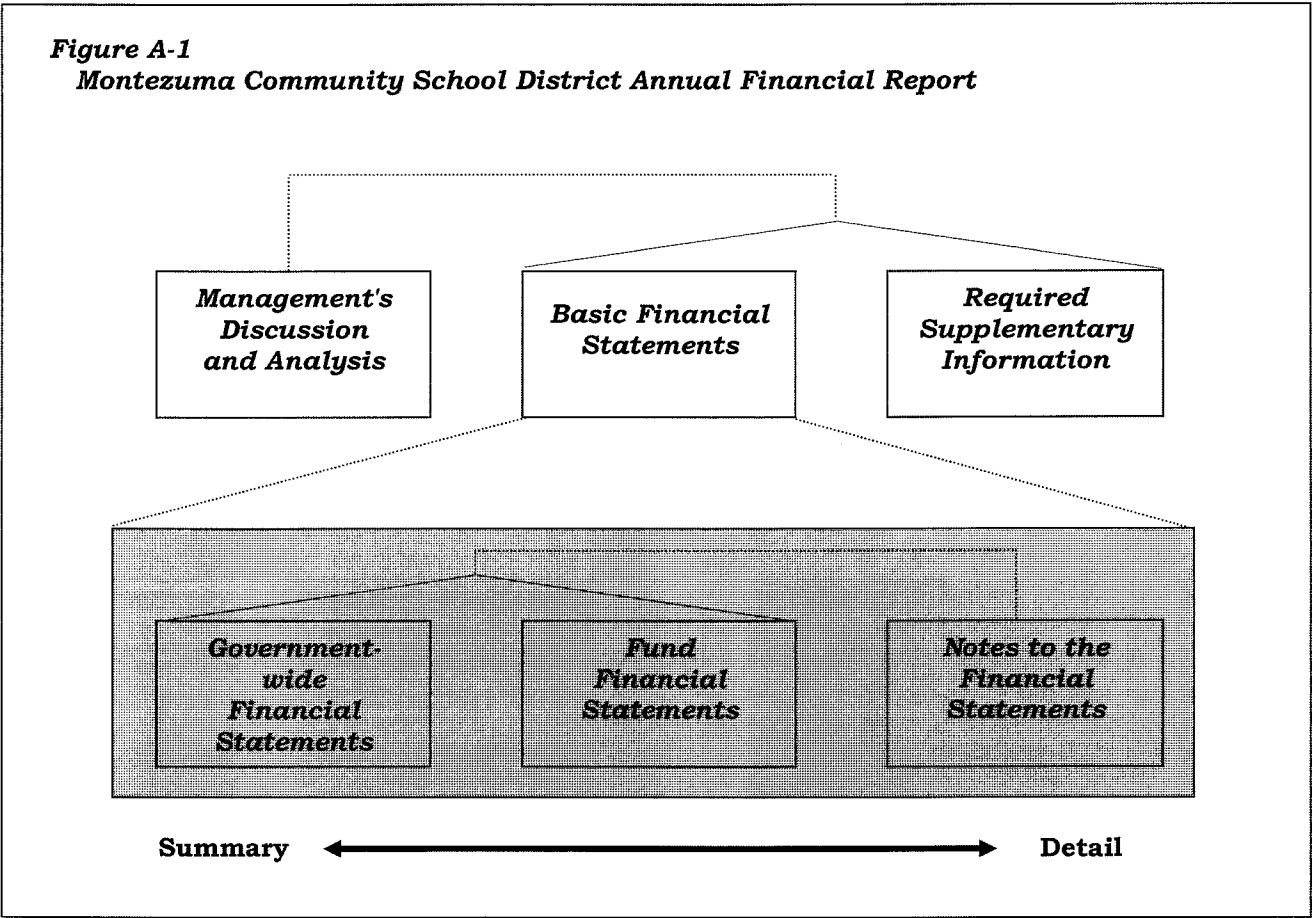 Figure A-1
Montezuma Community School District Annual Financial Report
Management's
Discussion
and Analysis
Basic Financial
Statements
Required
Supplementary
Information
Government-
wide
Financial
Statements
Fund
Financial
Statements
Notes to the
Financial
Statements
Summary
Detail